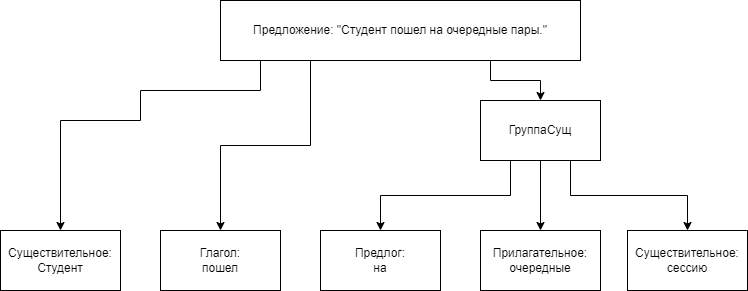 Предложение: "Студент пошел на очередные пары."
ГруппаСущ
Существительное:
Студент
Глагол:
пошел
Предлог:
на
Прилагательное:
очередные
Существительное:
сессию